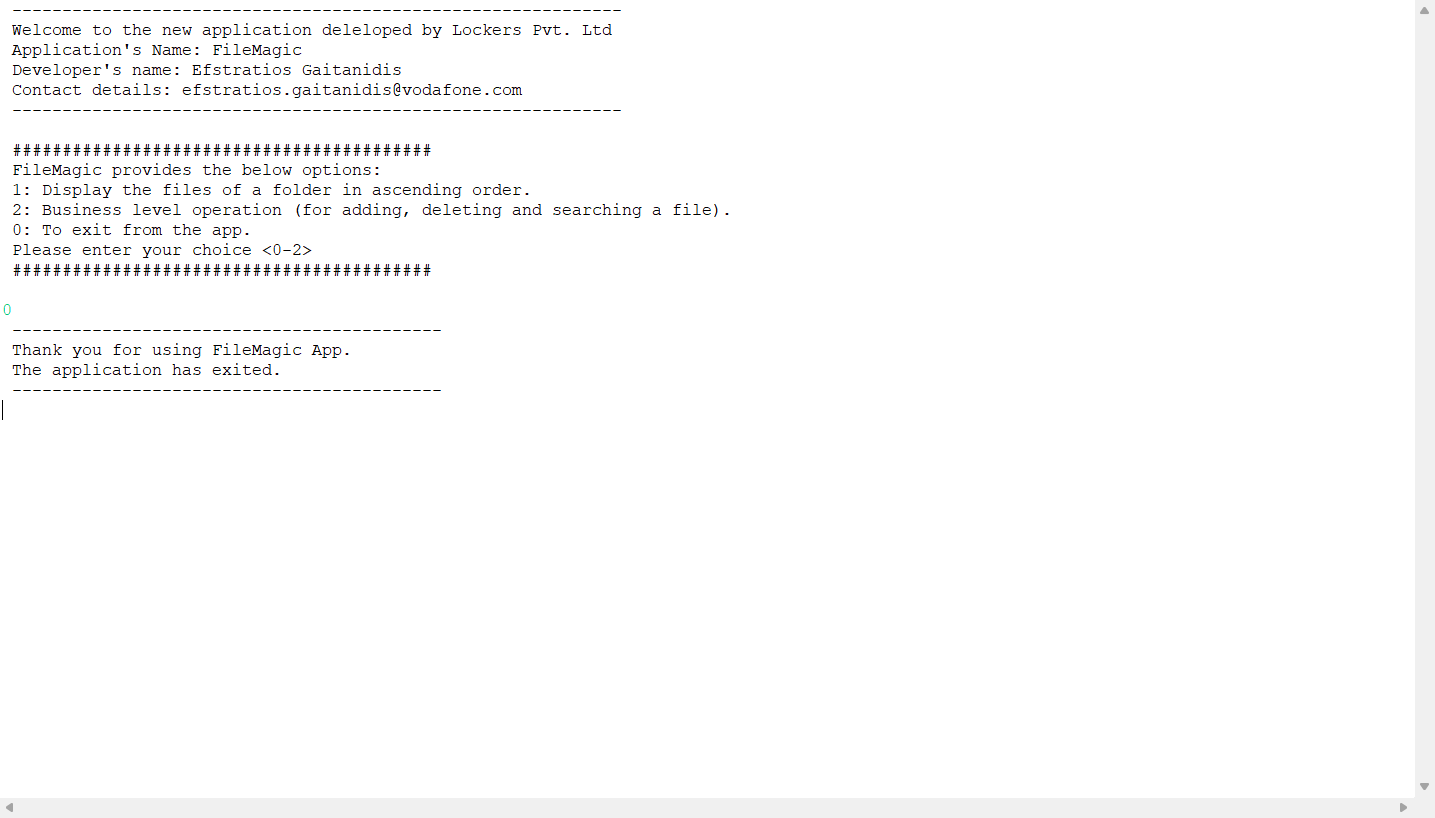 -------------------------------------------------------------
Welcome to the new application deleloped by Lockers Pvt. Ltd
Application's Name: FileMagic
Developer's name: Efstratios Gaitanidis
Contact details: efstratios.gaitanidis@vodafone.com
-------------------------------------------------------------
##########################################
FileMagic provides the below options:
1: Display the files of a folder in ascending order.
2: Business level operation (for adding, deleting and searching a file).
0: To exit from the app.
Please enter your choice <0-2>
##########################################
0
-------------------------------------------
Thank you for using FileMagic App.
The application has exited.
-------------------------------------------